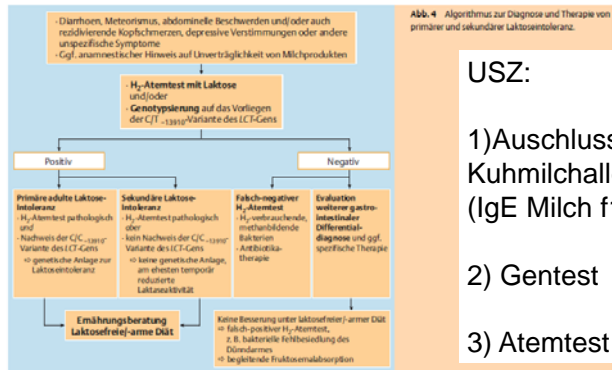 Abb. 4 Algorithmus zur Diagnose und Therapie von
primärer und sekundärer Laktoseintoleranz.
- Diarrhoen, Meteorismus, abdominelle Beschwerden und/oder auch
rezidivierende Kopfschmerzen, depressive Verstimmungen oder andere
unspezifische Symptome
- Ggf. anamnestischer Hinweis auf Unverträglichkeit von Milchprodukten
- H₂-Atemtest mit Laktose
und/oder
- Genotypsierung auf das Vorliegen
der C/T₋₁₃₉₁₀-Variante des LCT-Gens
Positiv
Negativ
Primäre adulte Laktose-
intoleranz
- H₂-Atemtest pathologisch
und
- Nachweis der C/C₋₁₃₉₁₀-
Variante des LCT-Gens
⇨ genetische Anlage zur
Laktoseintoleranz
Sekundäre Laktose-
intoleranz
- H₂-Atemtest pathologisch
aber
- kein Nachweis der C/C₋₁₃₉₁₀-
Variante des LCT-Gens
⇨ keine genetische Anlage,
am ehesten temporär
reduzierte
Laktaseaktivität
Falsch-negativer
H₂-Atemtest
- H₂-verbrauchende,
methanbildende
Bakterien
- Antibiotika-
therapie
Evaluation
weiterer gastro-
intestinaler
Differential-
diagnose und ggf.
spezifische Therapie
Ernährungsberatung
Laktosefreie/-arme Diät
Keine Besserung unter laktosefreier/-armer Diät
⇨ falsch-positiver H₂-Atemtest,
z. B. bakterielle Fehlbesiedlung des
Dünndarmes
⇨ begleitende Fruktosemalabsorption
USZ:
1)Auschluss
Kuhmilchall
(IgE Milch f
2) Gentest
3) Atemtest